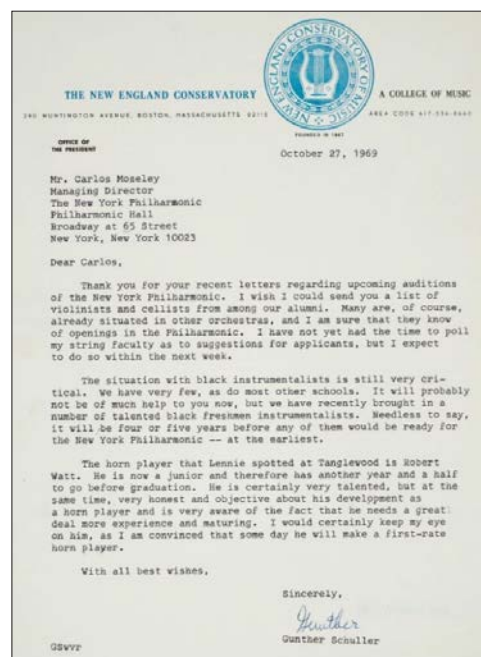 NEW ENGLAND CONSERVATORY OF MUSIC
THE NEW ENGLAND CONSERVATORY
A COLLEGE OF MUSIC
290 HUNTINGTON AVENUE, BOSTON, MASSACHUSETTS 02115
AREA CODE 617
FOUNDED IN 1867
OFFICE OF
THE PRESIDENT
October 27, 1969
Mr. Carlos Moseley
Managing Director
The New York Philharmonic
Philharmonic Hall
Broadway at 65 Street
New York, New York 10023
Dear Carlos,
Thank you for your recent letters regarding upcoming auditions
of the New York Philharmonic. I wish I could send you a list of
violinists and cellists from among our alumni. Many are, of course,
already situated in other orchestras, and I am sure that they know
of openings in the Philharmonic. I have not yet had the time to poll
my string faculty as to suggestions for applicants, but I expect
to do so within the next week.
The situation with black instrumentalists is still very cri-
tical. We have very few, as do most other schools. It will probably
not be of much help to you now, but we have recently brought in a
number of talented black freshmen instrumentalists. Needless to say,
it will be four or five years before any of them would be ready for
the New York Philharmonic -- at the earliest.
The horn player that Lennie spotted at Tanglewood is Robert
Watt. He is now a junior and therefore has another year and a half
to go before graduation. He is certainly very talented, but at the
same time, very honest and objective about his development as
a horn player and is very aware of the fact that he needs a great
deal more experience and maturing. I would certainly keep my eye
on him, as I am convinced that some day he will make a first-rate
horn player.
With all best wishes,
Sincerely,
Gunther
Gunther Schuller
GSwvr